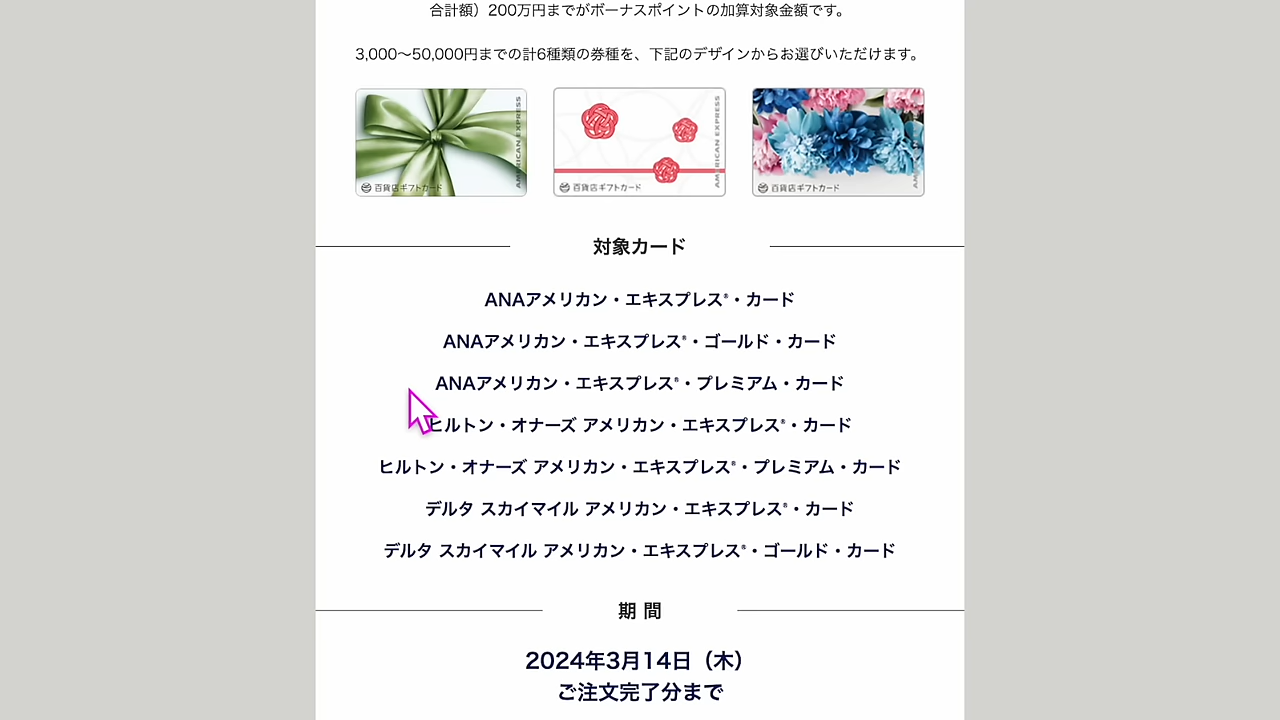 合計額）200万円までがボーナスポイントの加算対象金額です。
3,000〜50,000円までの計6種類の券種を、下記のデザインからお選びいただけます。
AMERICAN EXPRESS
百貨店ギフトカード
AMERICAN EXPRESS
百貨店ギフトカード
百貨店ギフトカード
対象カード
ANAアメリカン・エキスプレス®・カード
ANAアメリカン・エキスプレス®・ゴールド・カード
ANAアメリカン・エキスプレス®・プレミアム・カード
ヒルトン・オナーズ アメリカン・エキスプレス®・カード
ヒルトン・オナーズ アメリカン・エキスプレス®・プレミアム・カード
デルタ スカイマイル アメリカン・エキスプレス®・カード
デルタ スカイマイル アメリカン・エキスプレス®・ゴールド・カード
期 間
2024年3月14日（木）
ご注文完了分まで